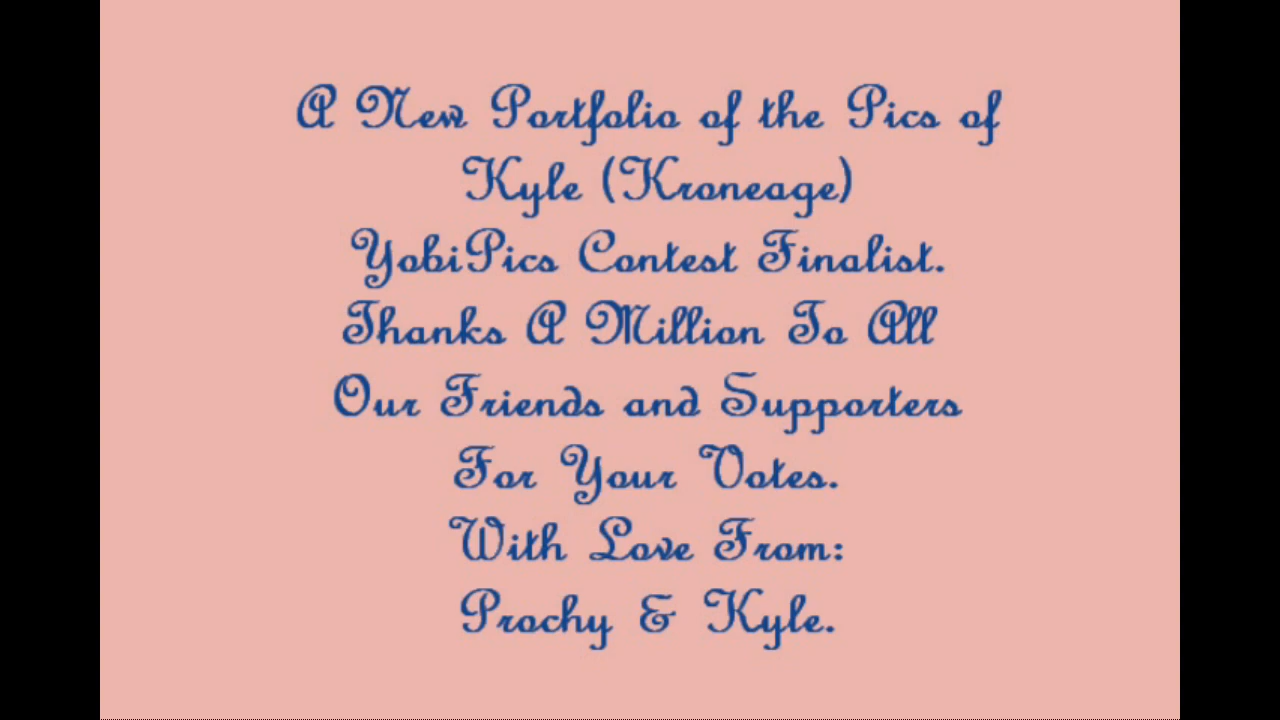 A New Portfolio of the Pics of
Kyle (Kroneage)
YobiPics Contest Finalist.
Thanks A Million To All
Our Friends and Supporters
For Your Votes.
With Love From:
Prochy & Kyle.